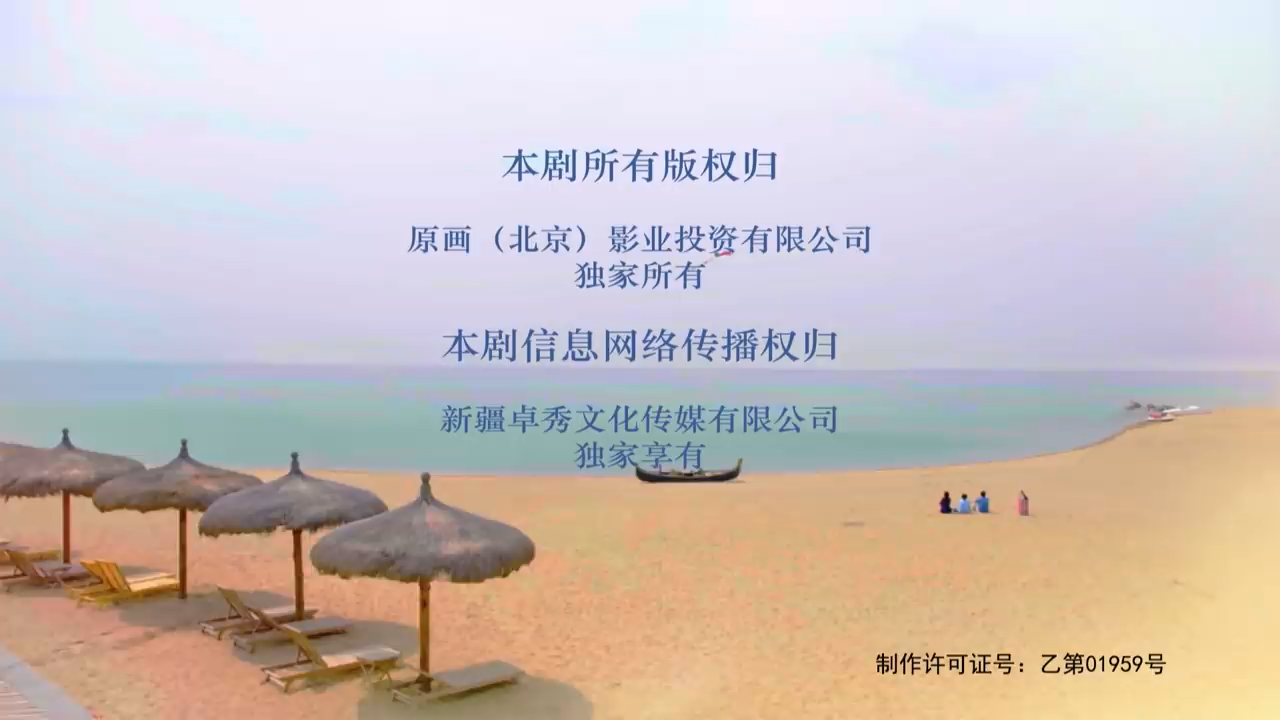 本剧所有版权归
原画（北京）影业投资有限公司
独家所有
本剧信息网络传播权归
新疆卓秀文化传媒有限公司
独家享有
制作许可证号：乙第01959号